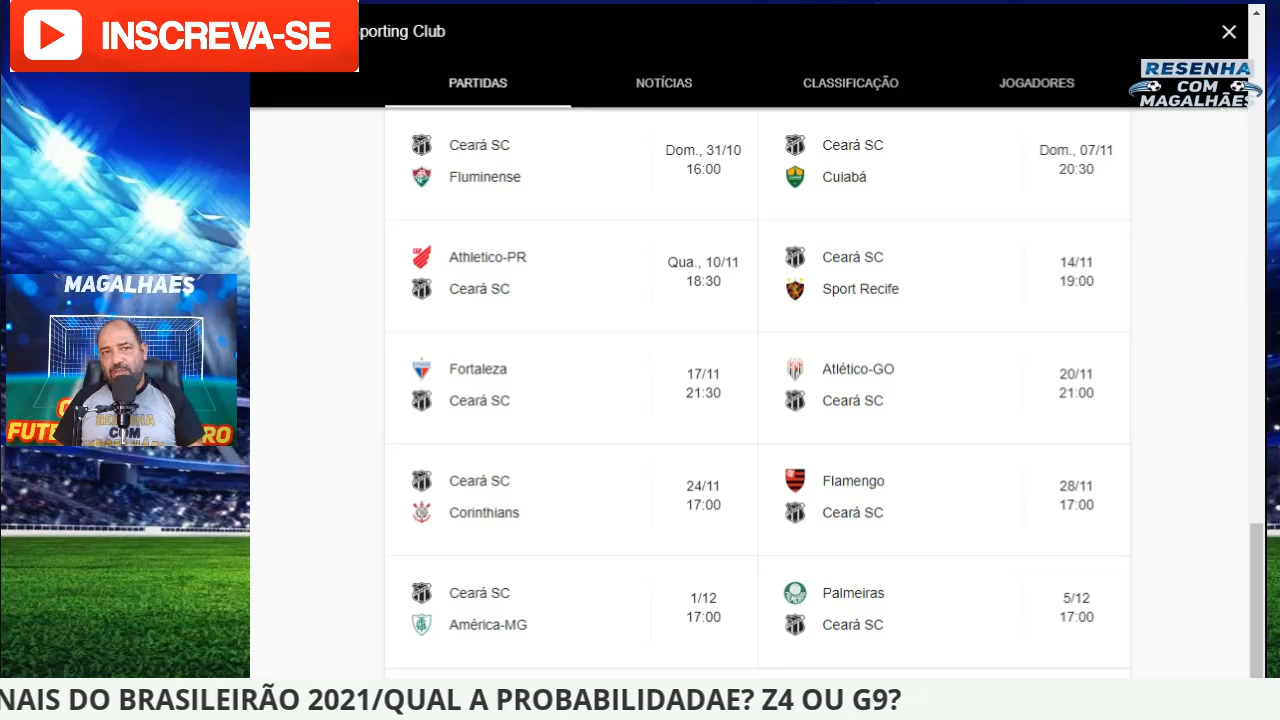 INSCREVA-SE
porting Club
PARTIDAS NOTÍCIAS CLASSIFICAÇÃO JOGADORES
RESENHA
COM
MAGALHÃES
Ceará SC
Fluminense
Dom., 31/10
16:00
Ceará SC
Cuiabá
Dom., 07/11
20:30
Athletico-PR
Ceará SC
Qua., 10/11
18:30
Ceará SC
Sport Recife
14/11
19:00
Fortaleza
Ceará SC
17/11
21:30
Atlético-GO
Ceará SC
20/11
21:00
Ceará SC
Corinthians
24/11
17:00
Flamengo
Ceará SC
28/11
17:00
Ceará SC
América-MG
1/12
17:00
Palmeiras
Ceará SC
5/12
17:00
MAGALHÃES
FUTE
RO
RESENHA
COM
NAIS DO BRASILEIRÃO 2021/QUAL A PROBABILIDADAE? Z4 OU G9?